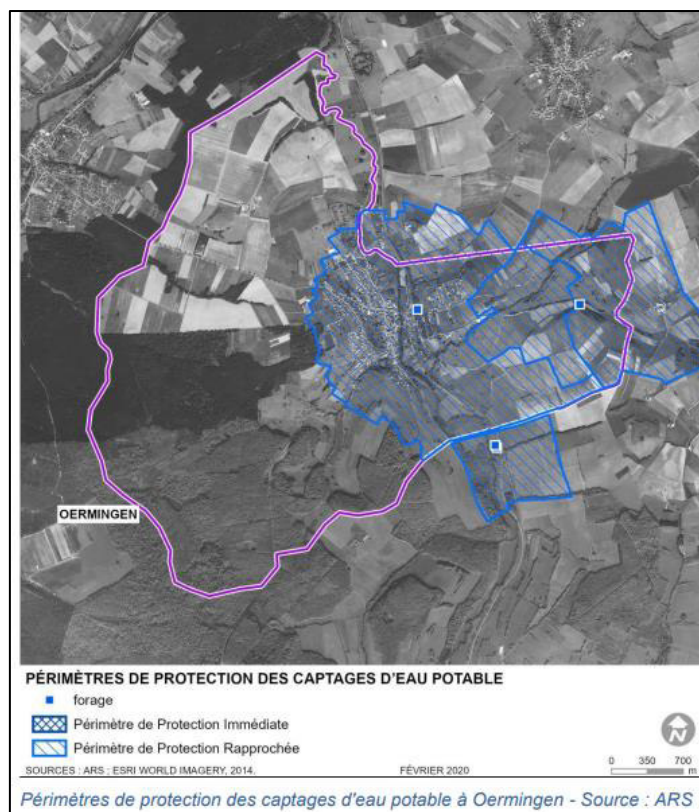 OERMINGEN
PÉRIMÈTRES DE PROTECTION DES CAPTAGES D'EAU POTABLE
forage
Périmètre de Protection Immédiate
Périmètre de Protection Rapprochée
N
0 350 700
m
SOURCES : ARS ; ESRI WORLD IMAGERY, 2014. FÉVRIER 2020
Périmètres de protection des captages d'eau potable à Oermingen - Source : ARS